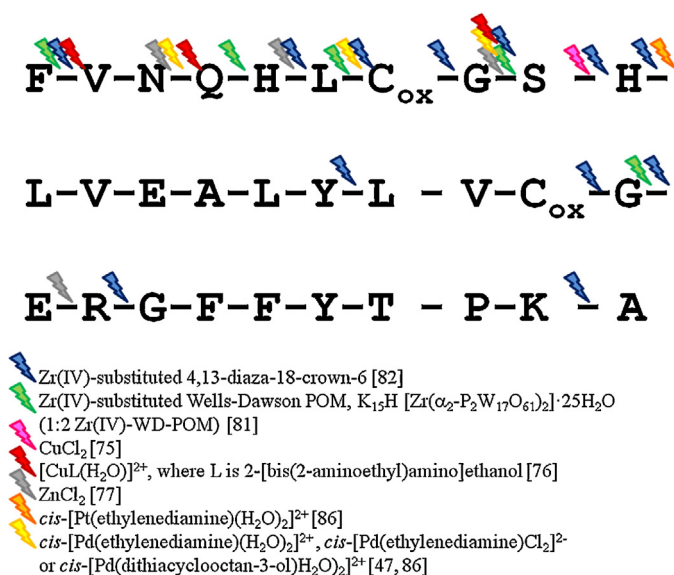 F–V–N–Q–H–L–Cₒₓ–G–S –H–
L–V–E–A–L–Y–L – V–Cₒₓ–G–
E–R–G–F–F–Y–T – P–K – A
Zr(IV)-substituted 4,13-diaza-18-crown-6 [82]
Zr(IV)-substituted Wells-Dawson POM, K₁₅H [Zr(α₂-P₂W₁₇O₆₁)₂]·25H₂O
(1:2 Zr(IV)-WD-POM) [81]
CuCl₂ [75]
[CuL(H₂O)]²⁺, where L is 2-[bis(2-aminoethyl)amino]ethanol [76]
ZnCl₂ [77]
cis-[Pt(ethylenediamine)(H₂O)₂]²⁺ [86]
cis-[Pd(ethylenediamine)(H₂O)₂]²⁺, cis-[Pd(ethylenediamine)Cl₂]²⁻
or cis-[Pd(dithiacyclooctan-3-ol)H₂O)₂]²⁺ [47, 86]